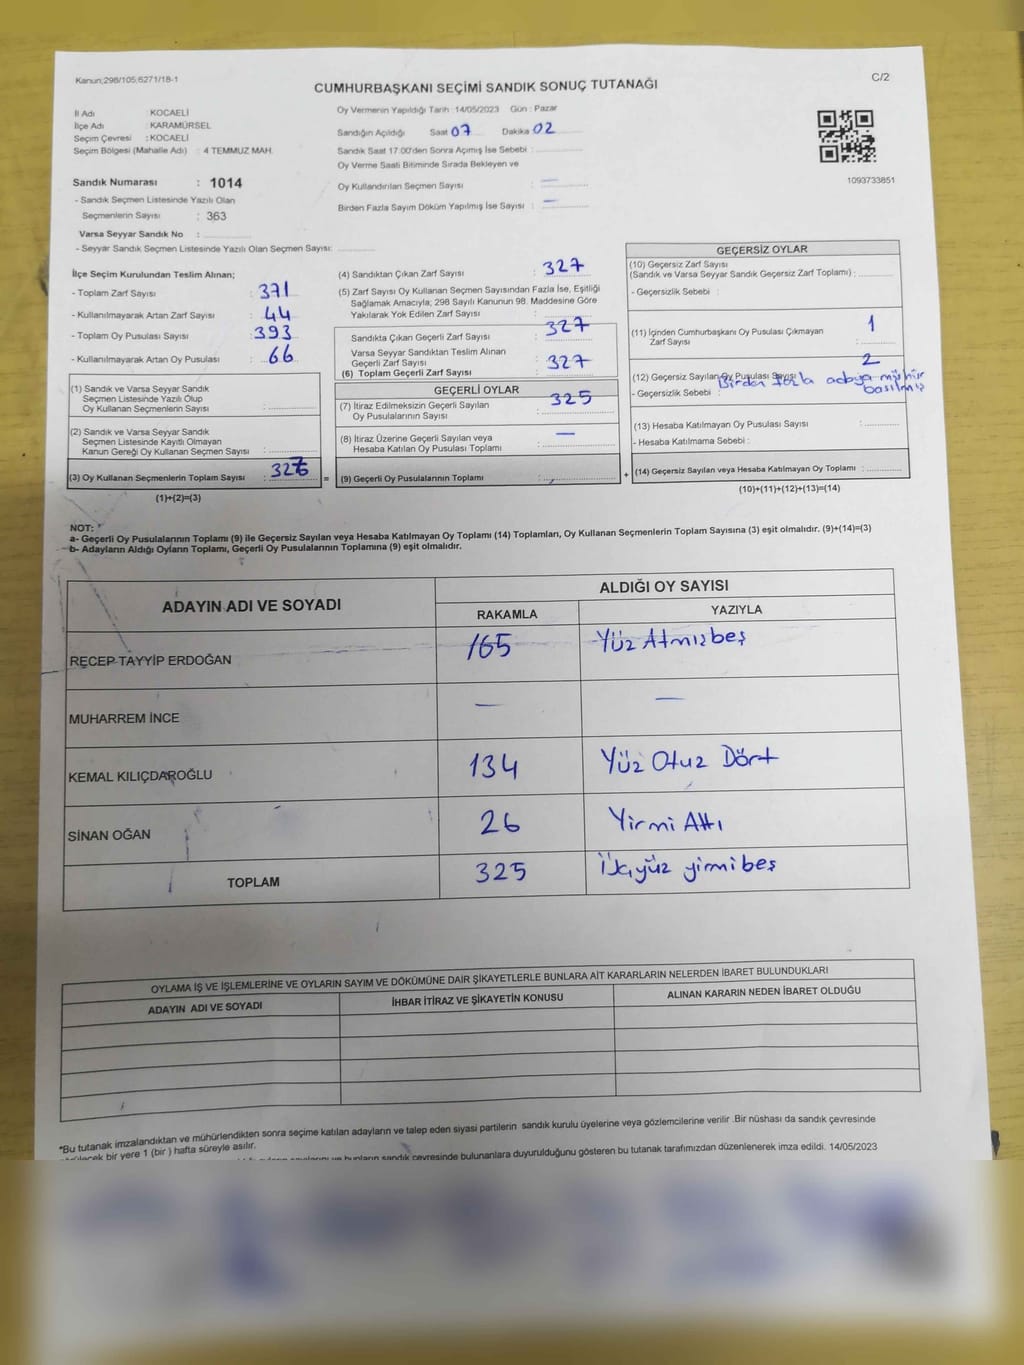 Kanun;298/105;6271/18-1
C/2
CUMHURBAŞKANI SEÇİMİ SANDIK SONUÇ TUTANAĞI
İl Adı : KOCAELİ
İlçe Adı : KARAMÜRSEL
Seçim Çevresi : KOCAELİ
Seçim Bölgesi (Mahalle Adı) : 4 TEMMUZ MAH.
Sandık Numarası : 1014
- Sandık Seçmen Listesinde Yazılı Olan
Seçmenlerin Sayısı : 363
Varsa Seyyar Sandık No :
- Seyyar Sandık Seçmen Listesinde Yazılı Olan Seçmen Sayısı:
Oy Vermenin Yapıldığı Tarih : 14/05/2023 Gün : Pazar
Sandığın Açıldığı Saat 07 Dakika 02
Sandık Saat 17.00'den Sonra Açımış İse Sebebi :
Oy Verme Saati Bitiminde Sırada Bekleyen ve
Oy Kullandırılan Seçmen Sayısı : —
Birden Fazla Sayım Döküm Yapılmış İse Sayısı : —
1093733851
İlçe Seçim Kurulundan Teslim Alınan;
- Toplam Zarf Sayısı : 371
- Kullanılmayarak Artan Zarf Sayısı : 44
- Toplam Oy Pusulası Sayısı : 393
- Kullanılmayarak Artan Oy Pusulası : 66
(1) Sandık ve Varsa Seyyar Sandık
Seçmen Listesinde Yazılı Olup
Oy Kullanan Seçmenlerin Sayısı :
(2) Sandık ve Varsa Seyyar Sandık
Seçmen Listesinde Kayıtlı Olmayan
Kanun Gereği Oy Kullanan Seçmen Sayısı :
(3) Oy Kullanan Seçmenlerin Toplam Sayısı :
(1)+(2)=(3)
(4) Sandıktan Çıkan Zarf Sayısı : 327
(5) Zarf Sayısı Oy Kullanan Seçmen Sayısından Fazla İse, Eşitliği
Sağlamak Amacıyla; 298 Sayılı Kanunun 98. Maddesine Göre
Yakılarak Yok Edilen Zarf Sayısı :
Sandıkta Çıkan Geçerli Zarf Sayısı : 327
Varsa Seyyar Sandıktan Teslim Alınan
Geçerli Zarf Sayısı :
(6) Toplam Geçerli Zarf Sayısı : 327
GEÇERLİ OYLAR
(7) İtiraz Edilmeksizin Geçerli Sayılan
Oy Pusulalarının Sayısı : 325
(8) İtiraz Üzerine Geçerli Sayılan veya
Hesaba Katılan Oy Pusulası Toplamı : —
= (9) Geçerli Oy Pusulalarının Toplamı :
GEÇERSİZ OYLAR
(10) Geçersiz Zarf Sayısı
(Sandık ve Varsa Seyyar Sandık Geçersiz Zarf Toplamı) :
- Geçersizlik Sebebi :
(11) İçinden Cumhurbaşkanı Oy Pusulası Çıkmayan
Zarf Sayısı : 1
(12) Geçersiz Sayılan Oy Pusulası Sayısı : 2
- Geçersizlik Sebebi : Birden fazla adaya mühür
basılmış
(13) Hesaba Katılmayan Oy Pusulası Sayısı :
- Hesaba Katılmama Sebebi :
+ (14) Geçersiz Sayılan veya Hesaba Katılmayan Oy Toplamı :
(10)+(11)+(12)+(13)=(14)
NOT:
a- Geçerli Oy Pusulalarının Toplamı (9) ile Geçersiz Sayılan veya Hesaba Katılmayan Oy Toplamı (14) Toplamları, Oy Kullanan Seçmenlerin Toplam Sayısına (3) eşit olmalıdır. (9)+(14)=(3)
b- Adayların Aldığı Oyların Toplamı, Geçerli Oy Pusulalarının Toplamına (9) eşit olmalıdır.
ADAYIN ADI VE SOYADI
ALDIĞI OY SAYISI
RAKAMLA YAZIYLA
RECEP TAYYİP ERDOĞAN 165 Yüz Atmışbeş
MUHARREM İNCE — —
KEMAL KILIÇDAROĞLU 134 Yüz Otuz Dört
SİNAN OĞAN 26 Yirmi Altı
TOPLAM 325 Üçyüz yirmibeş
OYLAMA İŞ VE İŞLEMLERİNE VE OYLARIN SAYIM VE DÖKÜMÜNE DAİR ŞİKAYETLERLE BUNLARA AİT KARARLARIN NELERDEN İBARET BULUNDUKLARI
ADAYIN ADI VE SOYADI İHBAR İTİRAZ VE ŞİKAYETİN KONUSU ALINAN KARARIN NEDEN İBARET OLDUĞU
*Bu tutanak imzalandıktan ve mühürlendikten sonra seçime katılan adayların ve talep eden siyasi partilerin sandık kurulu üyelerine veya gözlemcilerine verilir .Bir nüshası da sandık çevresinde
bir yere 1 (bir ) hafta süreyle asılır.
ve bunların sandık çevresinde bulunanlara duyurulduğunu gösteren bu tutanak tarafımızdan düzenlenerek imza edildi. 14/05/2023